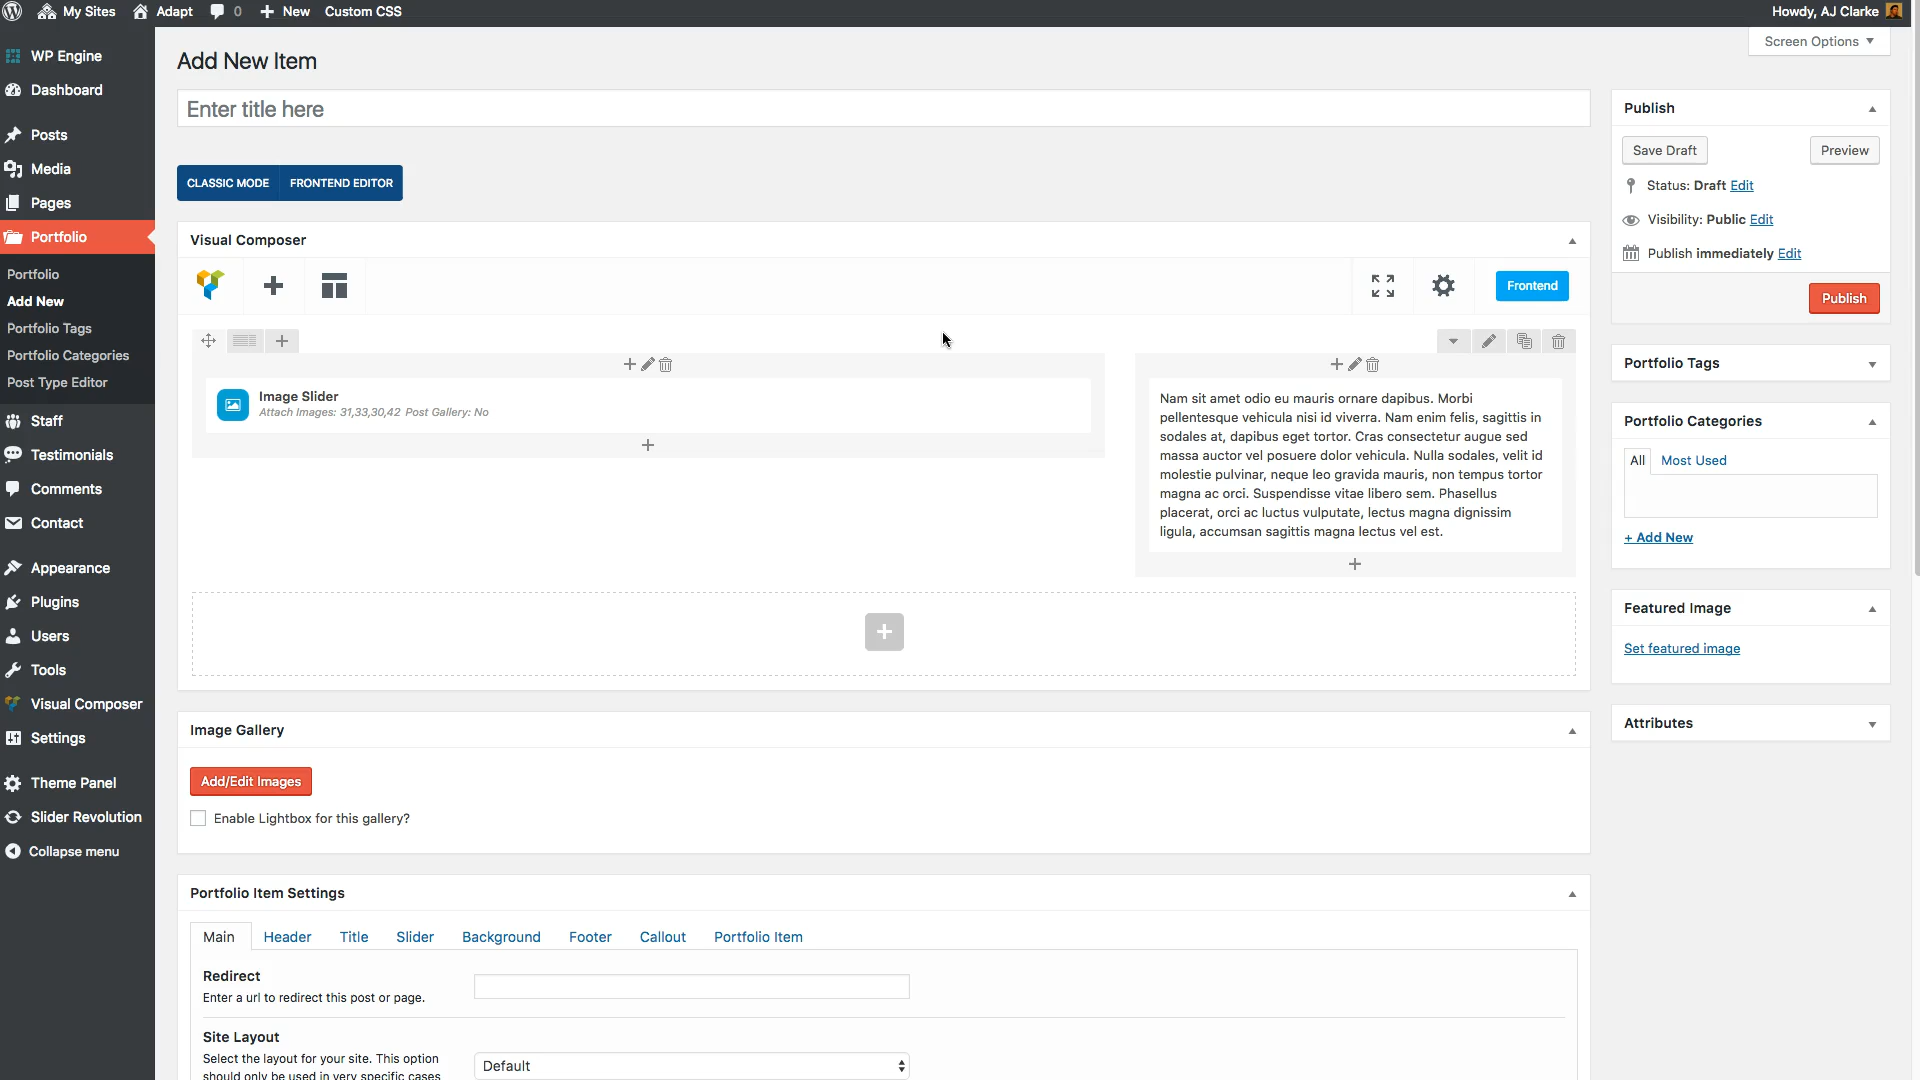 My Sites
Adapt
0
New
Custom CSS
Howdy, AJ Clarke
WP Engine
Dashboard
Posts
Media
Pages
Portfolio
Portfolio
Add New
Portfolio Tags
Portfolio Categories
Post Type Editor
Staff
Testimonials
Comments
Contact
Appearance
Plugins
Users
Tools
Visual Composer
Settings
Theme Panel
Slider Revolution
Collapse menu
Screen Options
Add New Item
Enter title here
CLASSIC MODE
FRONTEND EDITOR
Visual Composer
Frontend
Image Slider
Attach Images: 31,33,30,42 Post Gallery: No
Nam sit amet odio eu mauris ornare dapibus. Morbi
pellentesque vehicula nisi id viverra. Nam enim felis, sagittis in
sodales at, dapibus eget tortor. Cras consectetur augue sed
massa auctor vel posuere dolor vehicula. Nulla sodales, velit id
molestie pulvinar, neque leo gravida mauris, non tempus tortor
magna ac orci. Suspendisse vitae libero sem. Phasellus
placerat, orci ac luctus vulputate, lectus magna dignissim
ligula, accumsan sagittis magna lectus vel est.
Image Gallery
Add/Edit Images
Enable Lightbox for this gallery?
Portfolio Item Settings
Main
Header
Title
Slider
Background
Footer
Callout
Portfolio Item
Redirect
Enter a url to redirect this post or page.
Site Layout
Select the layout for your site. This option
should only be used in very specific cases
Default
Publish
Save Draft
Preview
Status: Draft Edit
Visibility: Public Edit
Publish immediately Edit
Publish
Portfolio Tags
Portfolio Categories
All
Most Used
+ Add New
Featured Image
Set featured image
Attributes